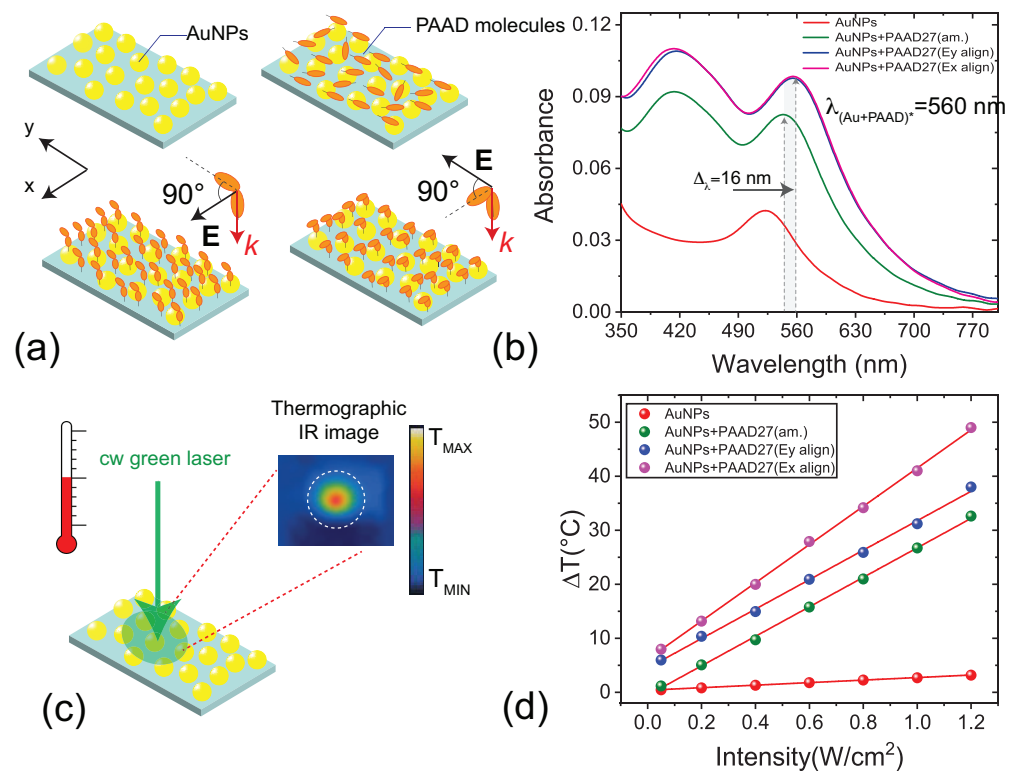 AuNPs
PAAD molecules
y
x
90°
E
k
E
90°
k
(a)
0.12
0.09
0.06
0.03
0.00
Absorbance
AuNPs
AuNPs+PAAD27(am.)
AuNPs+PAAD27(Ey align)
AuNPs+PAAD27(Ex align)
λ(Au+PAAD)*=560 nm
Δλ=16 nm
350 420 490 560 630 700 770
Wavelength (nm)
(b)
Thermographic
IR image
cw green laser
TMAX
TMIN
(c)
50
40
30
20
10
0
ΔT(°C)
AuNPs
AuNPs+PAAD27(am.)
AuNPs+PAAD27(Ey align)
AuNPs+PAAD27(Ex align)
0.0 0.2 0.4 0.6 0.8 1.0 1.2
Intensity(W/cm²)
(d)